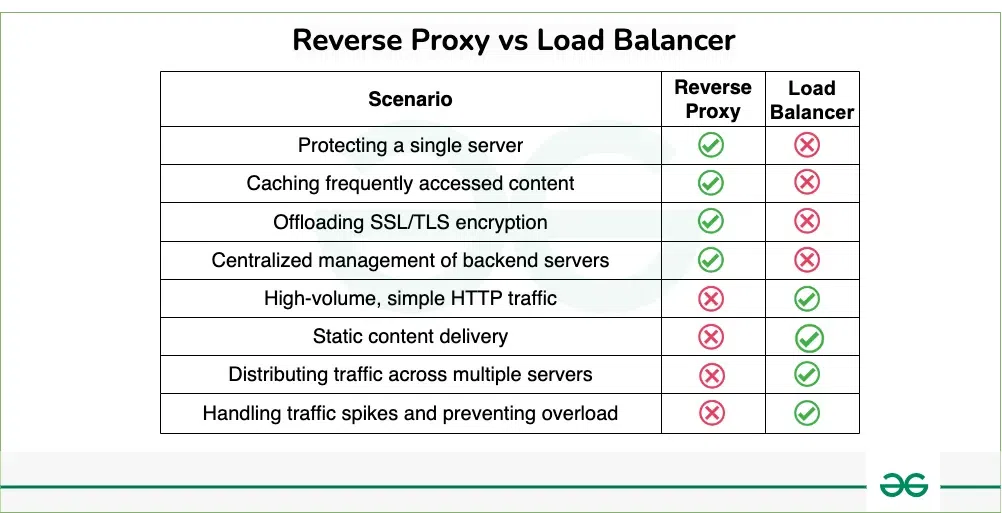 Reverse Proxy vs Load Balancer
Scenario
Reverse
Proxy
Load
Balancer
Protecting a single server
Caching frequently accessed content
Offloading SSL/TLS encryption
Centralized management of backend servers
High-volume, simple HTTP traffic
Static content delivery
Distributing traffic across multiple servers
Handling traffic spikes and preventing overload